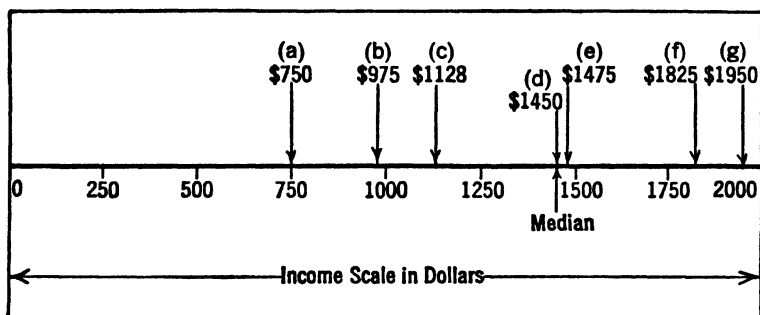 (a) (b) (c) (e) (f) (g)
$750 $975 $1128 (d) $1475 $1825 $1950
$1450
0 250 500 750 1000 1250 1500 1750 2000
Median
Income Scale in Dollars